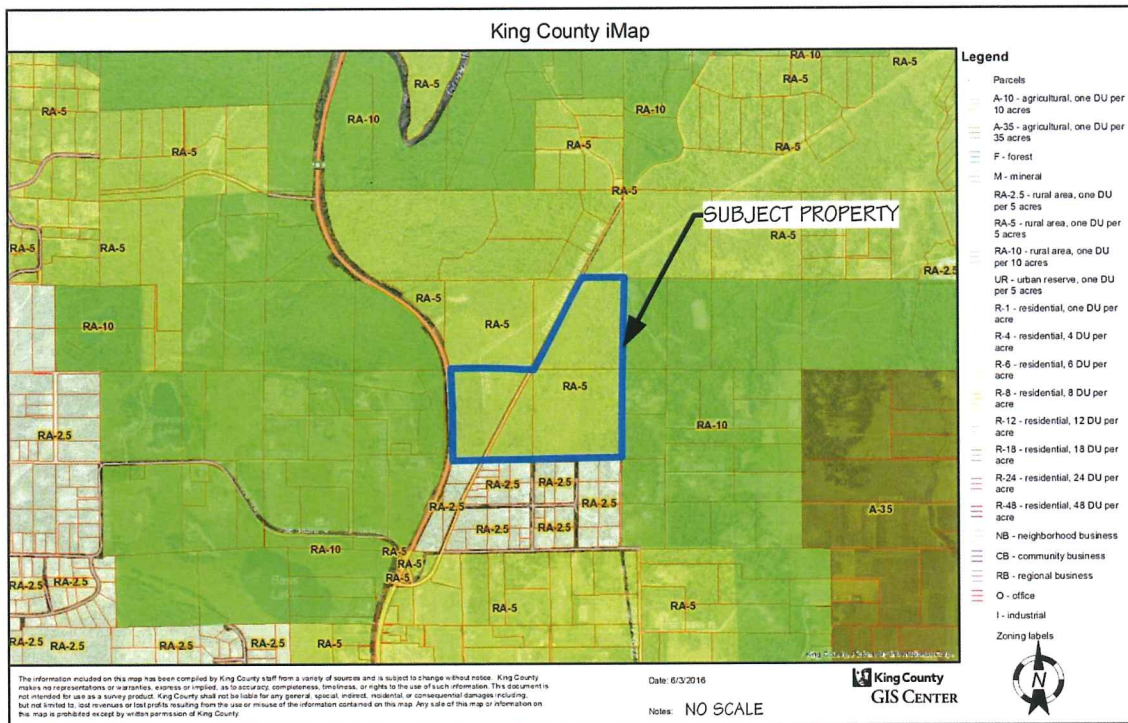 King County iMap
RA-10
RA-5
RA-5
RA-5
RA-5
RA-10
RA-10
RA-5
RA-5
RA-5
RA-5
RA-5
SUBJECT PROPERTY
RA-5
RA-5
RA-5
RA-2.5
RA-5
RA-10
RA-5
RA-5
RA-10
RA-2.5
RA-2.5
RA-2.5
RA-2.5
RA-2.5
RA-2.5
RA-2.5
A-35
RA-10
RA-5
RA-5
RA-5
RA-2.5
RA-2.5
RA-5
RA-5
RA-2.5
RA-2.5
RA-2.5
RA-2.5
RA-5
Legend
Parcels
A-10 - agricultural, one DU per
10 acres
A-35 - agricultural, one DU per
35 acres
F - forest
M - mineral
RA-2.5 - rural area, one DU
per 5 acres
RA-5 - rural area, one DU per
5 acres
RA-10 - rural area, one DU
per 10 acres
UR - urban reserve, one DU
per 5 acres
R-1 - residential, one DU per
acre
R-4 - residential, 4 DU per
acre
R-6 - residential, 6 DU per
acre
R-8 - residential, 8 DU per
acre
R-12 - residential, 12 DU per
acre
R-18 - residential, 18 DU per
acre
R-24 - residential, 24 DU per
acre
R-48 - residential, 48 DU per
acre
NB - neighborhood business
CB - community business
RB - regional business
O - office
I - industrial
Zoning labels
The information included on this map has been compiled by King County staff from a variety of sources and is subject to change without notice. King County
makes no representations or warranties, express or implied, as to accuracy, completeness, timeliness, or rights to the use of such information. This document is
not intended for use as a survey product. King County shall not be liable for any general, special, indirect, incidental, or consequential damages including,
but not limited to, lost revenues or lost profits resulting from the use or misuse of the information contained on this map. Any sale of this map or information on
this map is prohibited except by written permission of King County.
Date: 6/3/2016
Notes: NO SCALE
King County
GIS CENTER
N